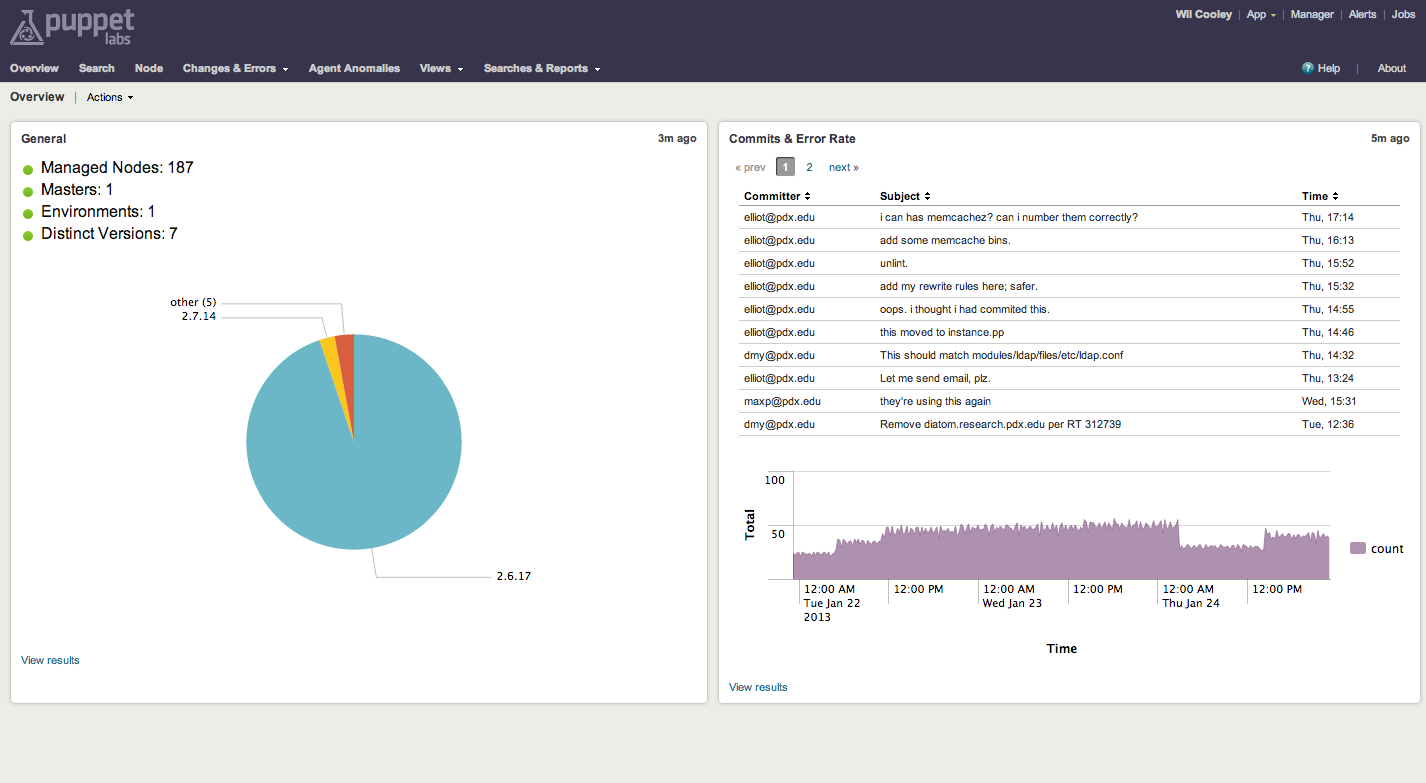 puppet
labs
Wil Cooley | App | Manager | Alerts | Jobs
Overview Search Node Changes & Errors Agent Anomalies Views Searches & Reports ? Help | About
Overview | Actions
General 3m ago
Managed Nodes: 187
Masters: 1
Environments: 1
Distinct Versions: 7
other (5)
2.7.14
2.6.17
View results
Commits & Error Rate 5m ago
« prev 1 2 next »
Committer Subject Time
elliot@pdx.edu i can has memcachez? can i number them correctly? Thu, 17:14
elliot@pdx.edu add some memcache bins. Thu, 16:13
elliot@pdx.edu unlint. Thu, 15:52
elliot@pdx.edu add my rewrite rules here; safer. Thu, 15:32
elliot@pdx.edu oops. i thought i had commited this. Thu, 14:55
elliot@pdx.edu this moved to instance.pp Thu, 14:46
dmy@pdx.edu This should match modules/ldap/files/etc/ldap.conf Thu, 14:32
elliot@pdx.edu Let me send email, plz. Thu, 13:24
maxp@pdx.edu they're using this again Wed, 15:31
dmy@pdx.edu Remove diatom.research.pdx.edu per RT 312739 Tue, 12:36
100
50
Total
count
12:00 AM 12:00 PM 12:00 AM 12:00 PM 12:00 AM 12:00 PM
Tue Jan 22 Wed Jan 23 Thu Jan 24
2013
Time
View results